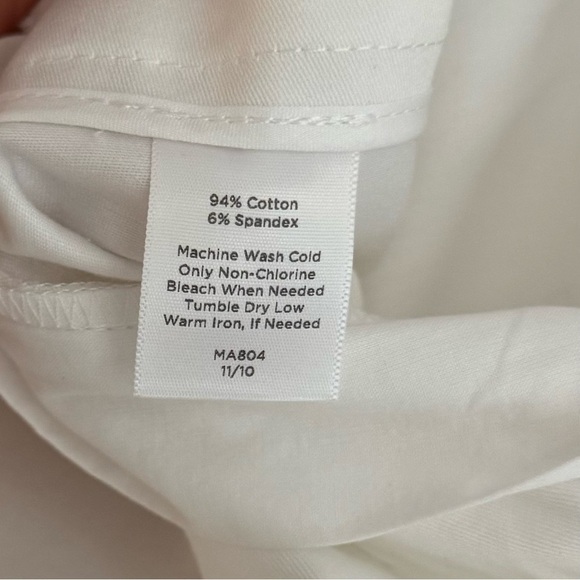 94% Cotton
6% Spandex
Machine Wash Cold
Only Non-Chlorine
Bleach When Needed
Tumble Dry Low
Warm Iron, If Needed
MA804
11/10